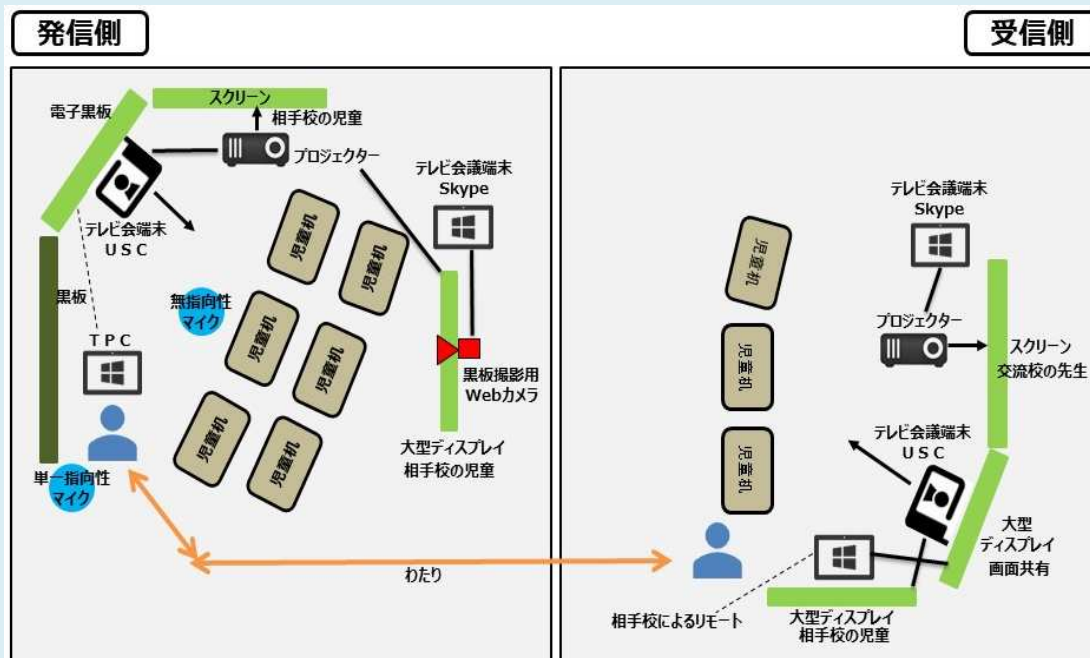 発信側
受信側
電子黒板
スクリーン
相手校の児童
プロジェクター
テレビ会議端末
Skype
テレビ会端末
USC
黒板
無指向性
マイク
TPC
児童机
児童机
児童机
児童机
児童机
児童机
黒板撮影用
Webカメラ
大型ディスプレイ
相手校の児童
単一指向性
マイク
わたり
テレビ会議端末
Skype
児童机
児童机
児童机
プロジェクター
スクリーン
交流校の先生
テレビ会議端末
USC
大型
ディスプレイ
画面共有
相手校によるリモート
大型ディスプレイ
相手校の児童